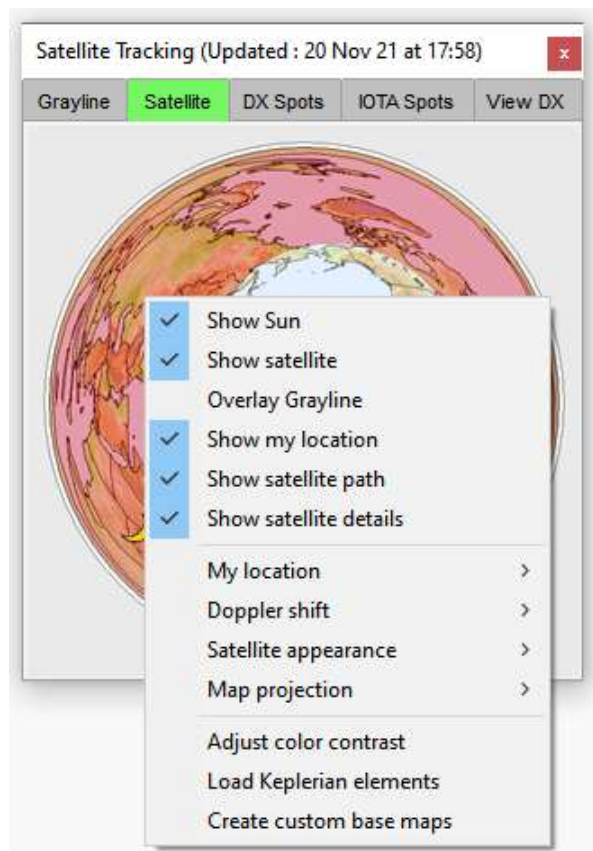 Satellite Tracking (Updated : 20 Nov 21 at 17:58) x
Grayline Satellite DX Spots IOTA Spots View DX
Show Sun
Show satellite
Overlay Grayline
Show my location
Show satellite path
Show satellite details
My location
Doppler shift
Satellite appearance
Map projection
Adjust color contrast
Load Keplerian elements
Create custom base maps